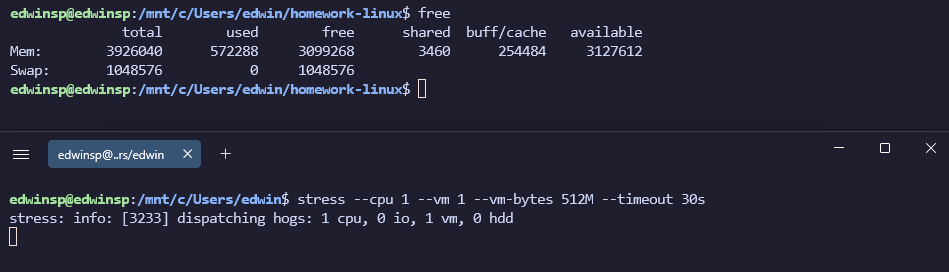 edwinsp@edwinsp:/mnt/c/Users/edwin/homework-linux$ free
total used free shared buff/cache available
Mem: 3926040 572288 3099268 3460 254484 3127612
Swap: 1048576 0 1048576
edwinsp@edwinsp:/mnt/c/Users/edwin/homework-linux$
edwinsp@..rs/edwin
edwinsp@edwinsp:/mnt/c/Users/edwin$ stress --cpu 1 --vm 1 --vm-bytes 512M --timeout 30s
stress: info: [3233] dispatching hogs: 1 cpu, 0 io, 1 vm, 0 hdd